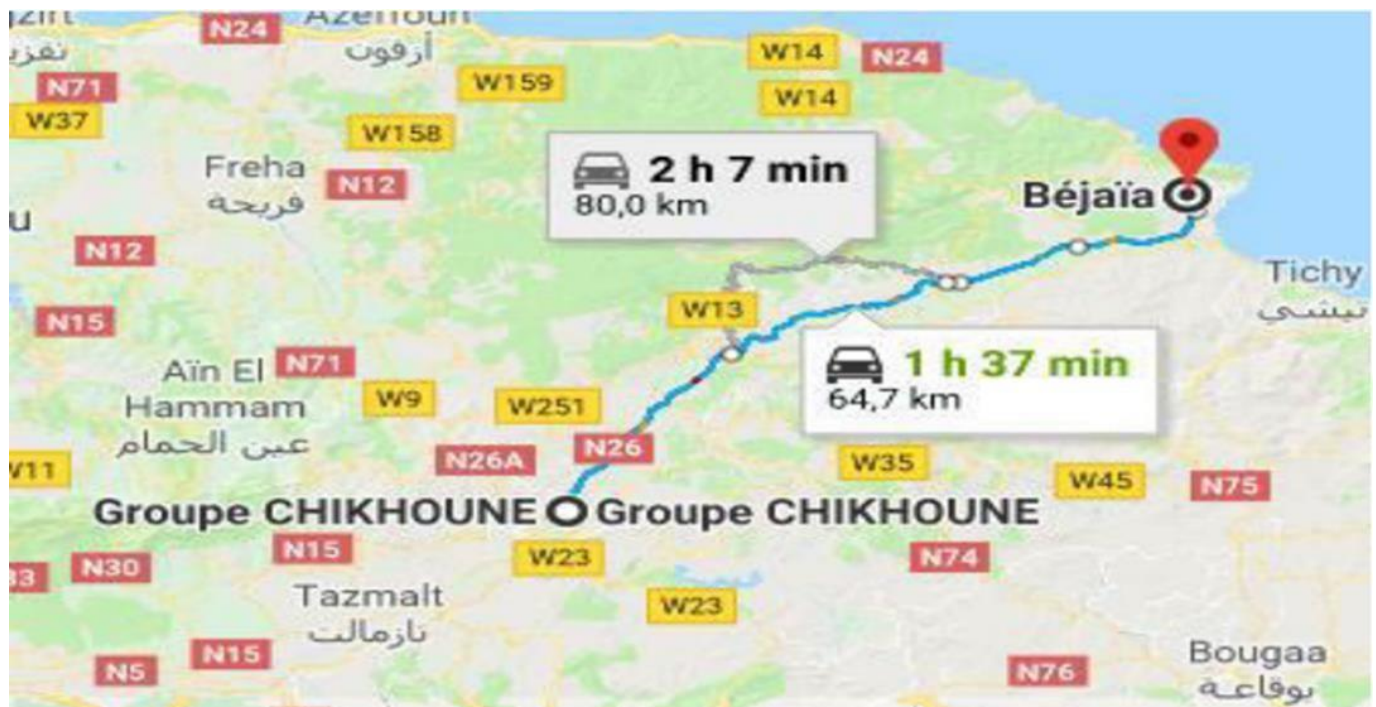 N24
Azeffoun
أزفون
نفزي
N71
W37
W159
W158
W14
N24
W14
Freha
فريحة
N12
N12
2 h 7 min
80,0 km
Béjaïa
Tichy
تيشي
N15
W13
N71
Aïn El
Hammam
عين الحمام
W9
W251
1 h 37 min
64,7 km
N26A
N26
W35
W45
N75
W11
Groupe CHIKHOUNE
Groupe CHIKHOUNE
N15
N30
33
W23
N74
W23
Tazmalt
تازمالت
N5
N15
N76
Bougaa
بوقاعة